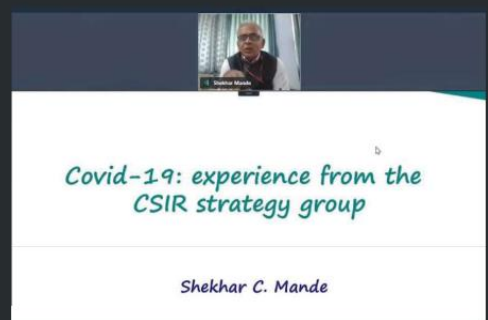 Shekhar Mande
Covid-19: experience from the
CSIR strategy group
Shekhar C. Mande